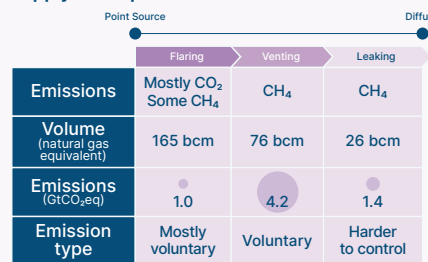 Point Source
Diffu
Flaring Venting Leaking
Emissions
Mostly CO₂
Some CH₄
CH₄
CH₄
Volume
(natural gas
equivalent)
165 bcm
76 bcm
26 bcm
Emissions
(GtCO₂eq)
1.0
4.2
1.4
Emission
type
Mostly
voluntary
Voluntary
Harder
to control